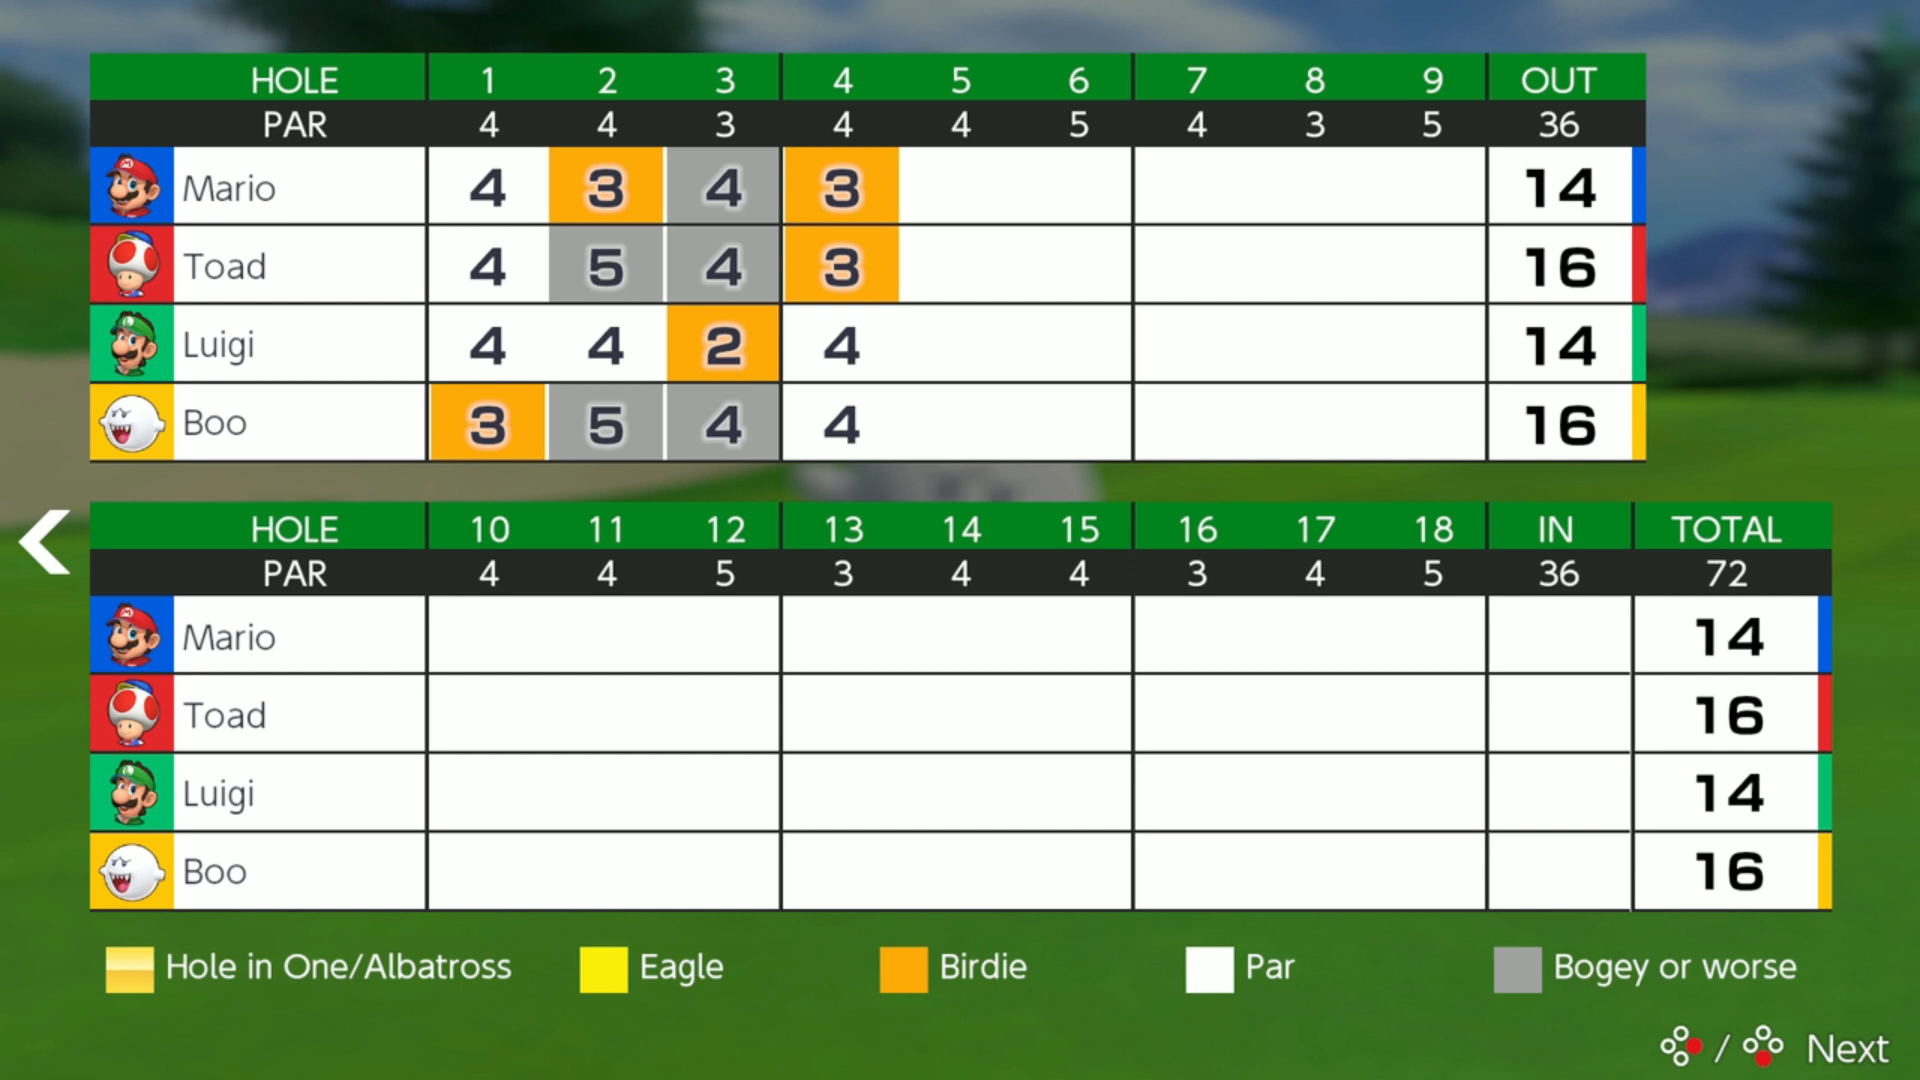 HOLE 1 2 3 4 5 6 7 8 9 OUT
PAR 4 4 3 4 4 5 4 3 5 36
Mario 4 3 4 3 14
Toad 4 5 4 3 16
Luigi 4 4 2 4 14
Boo 3 5 4 4 16
HOLE 10 11 12 13 14 15 16 17 18 IN TOTAL
PAR 4 4 5 3 4 4 3 4 5 36 72
Mario 14
Toad 16
Luigi 14
Boo 16
Hole in One/Albatross Eagle Birdie Par Bogey or worse
/ Next